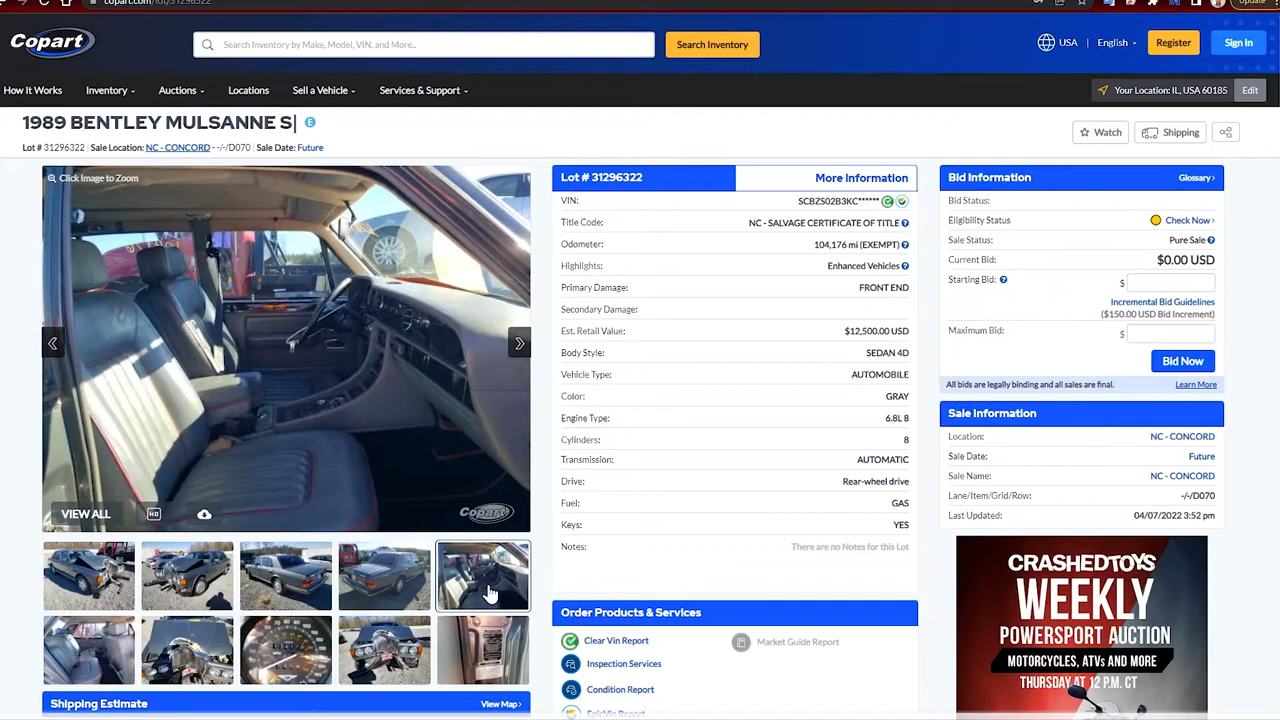 copart.com/lot/31296322
Update
Copart
Search Inventory by Make, Model, VIN, and More..
Search Inventory
USA
English
Register
Sign In
How It Works
Inventory
Auctions
Locations
Sell a Vehicle
Services & Support
Your Location: IL, USA 60185
Edit
1989 BENTLEY MULSANNE S|
E
Lot # 31296322 | Sale Location: NC - CONCORD - -/-/D070 | Sale Date: Future
Watch
Shipping
Click Image to Zoom
VIEW ALL
HD
Copart
Shipping Estimate
View Map
Lot # 31296322
More Information
VIN: SCBZS02B3KC******
Title Code: NC - SALVAGE CERTIFICATE OF TITLE
Odometer: 104,176 mi (EXEMPT)
Highlights: Enhanced Vehicles
Primary Damage: FRONT END
Secondary Damage:
Est. Retail Value: $12,500.00 USD
Body Style: SEDAN 4D
Vehicle Type: AUTOMOBILE
Color: GRAY
Engine Type: 6.8L 8
Cylinders: 8
Transmission: AUTOMATIC
Drive: Rear-wheel drive
Fuel: GAS
Keys: YES
Notes: There are no Notes for this Lot
Order Products & Services
Clear Vin Report
Market Guide Report
Inspection Services
Condition Report
EpicVin Report
Bid Information
Glossary
Bid Status:
Eligibility Status Check Now
Sale Status: Pure Sale
Current Bid: $0.00 USD
Starting Bid: $
Incremental Bid Guidelines
($150.00 USD Bid Increment)
Maximum Bid: $
Bid Now
All bids are legally binding and all sales are final.
Learn More
Sale Information
Location: NC - CONCORD
Sale Date: Future
Sale Name: NC - CONCORD
Lane/Item/Grid/Row: -/-/D070
Last Updated: 04/07/2022 3:52 pm
CRASHEDTOYS
WEEKLY
POWERSPORT AUCTION
MOTORCYCLES, ATVs AND MORE
THURSDAY AT 12 P.M. CT